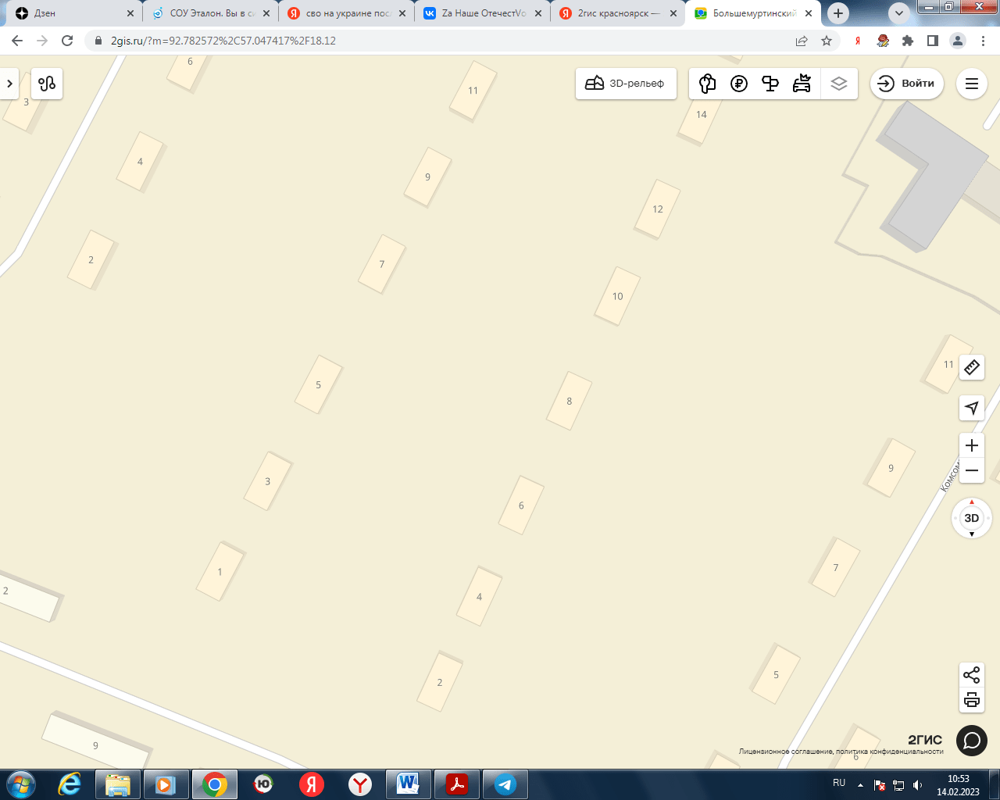 Дзен
СОУ Эталон. Вы в си
сво на украине посл
Za Наше ОтечестVо
2гис красноярск —
Большемуртинский
2gis.ru/?m=92.782572%2C57.047417%2F18.12
3D-рельеф
Войти
6
11
3
14
4
9
12
2
7
10
11
5
8
9
3
6
Комсом
3D
1
7
2
4
5
2
9
6
2ГИС
Лицензионное соглашение, политика конфиденциальности
RU
10:53
14.02.2023